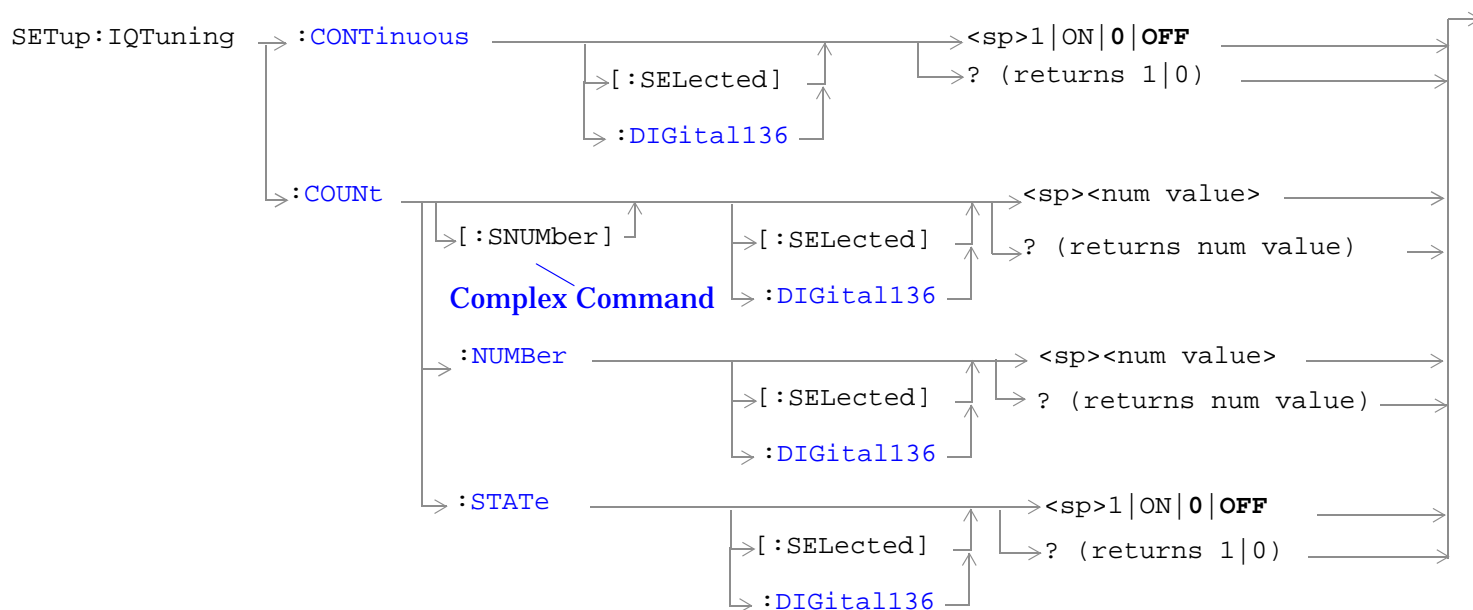 SETup:IQTuning :CONTinuous <sp>1|ON|0|OFF
[:SELected] ? (returns 1|0)
:DIGital136
:COUNt <sp><num value>
[:SNUMber] [:SELected] ? (returns num value)
Complex Command :DIGital136
:NUMBer <sp><num value>
[:SELected] ? (returns num value)
:DIGital136
:STATe <sp>1|ON|0|OFF
[:SELected] ? (returns 1|0)
:DIGital136